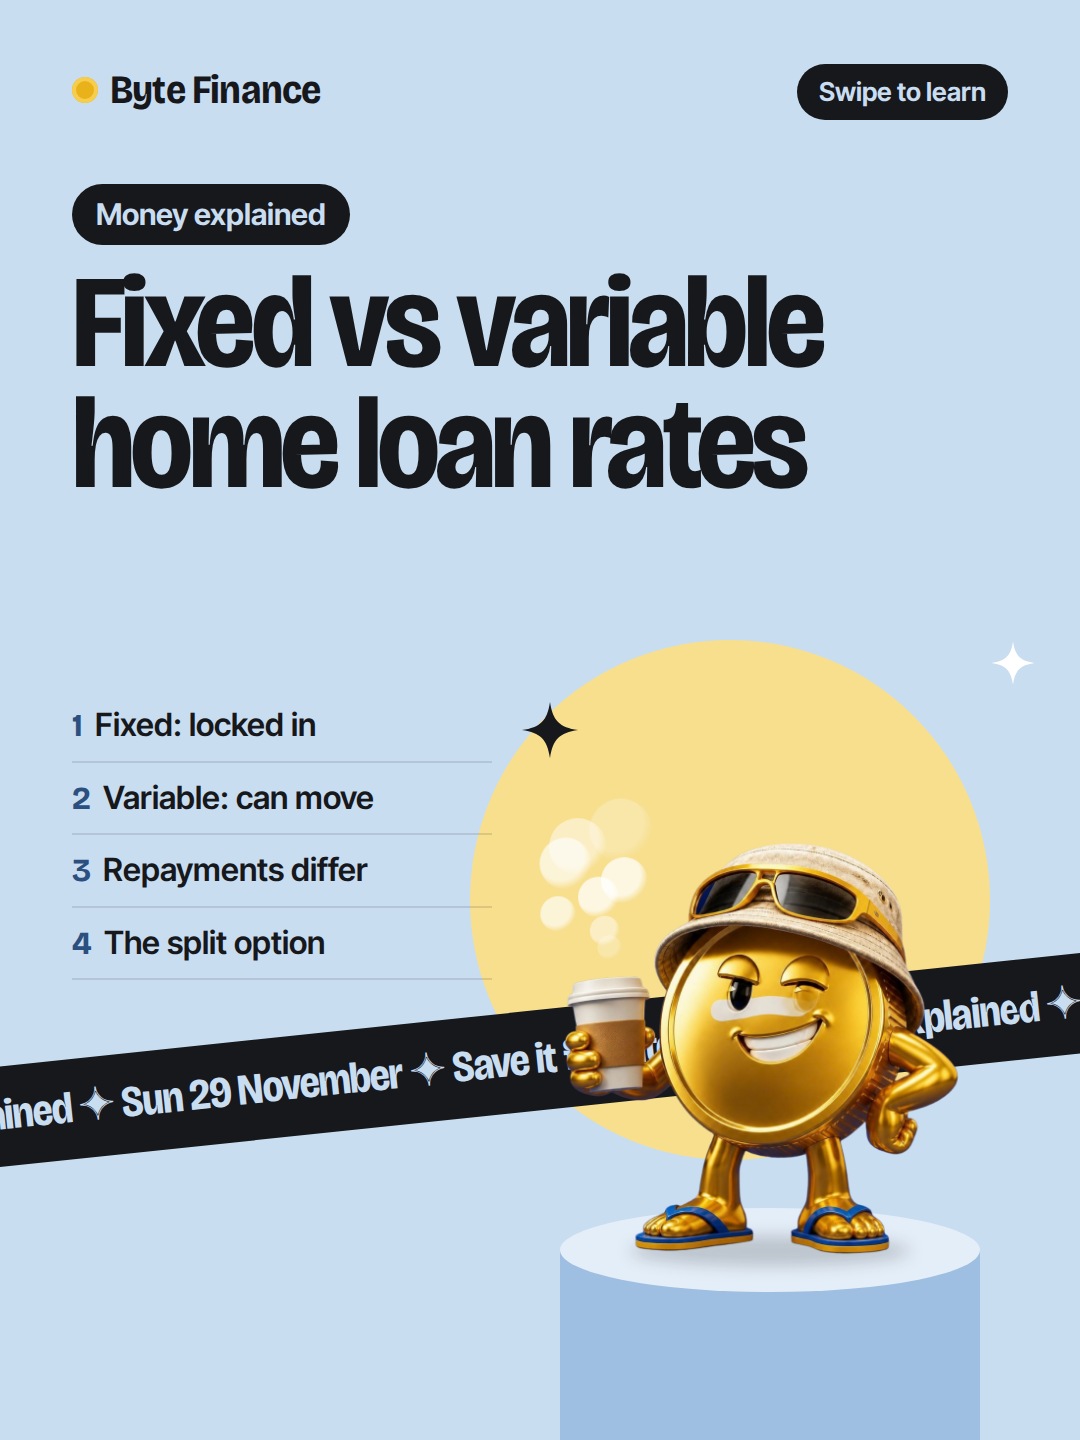 Byte Finance
Swipe to learn
Money explained
Fixed vs variable
home loan rates
1 Fixed: locked in
2 Variable: can move
3 Repayments differ
4 The split option
✦ Sun 29 November ✦ Save it
✦